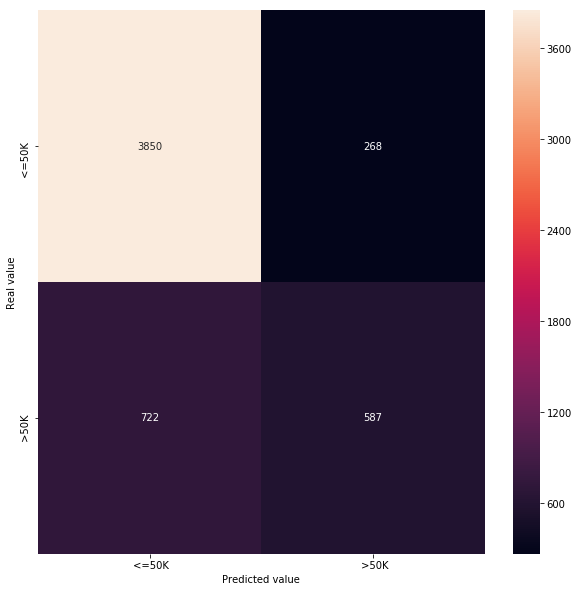 3850
268
722
587
<=50K
>50K
Real value
<=50K
>50K
Predicted value
3600
3000
2400
1800
1200
600